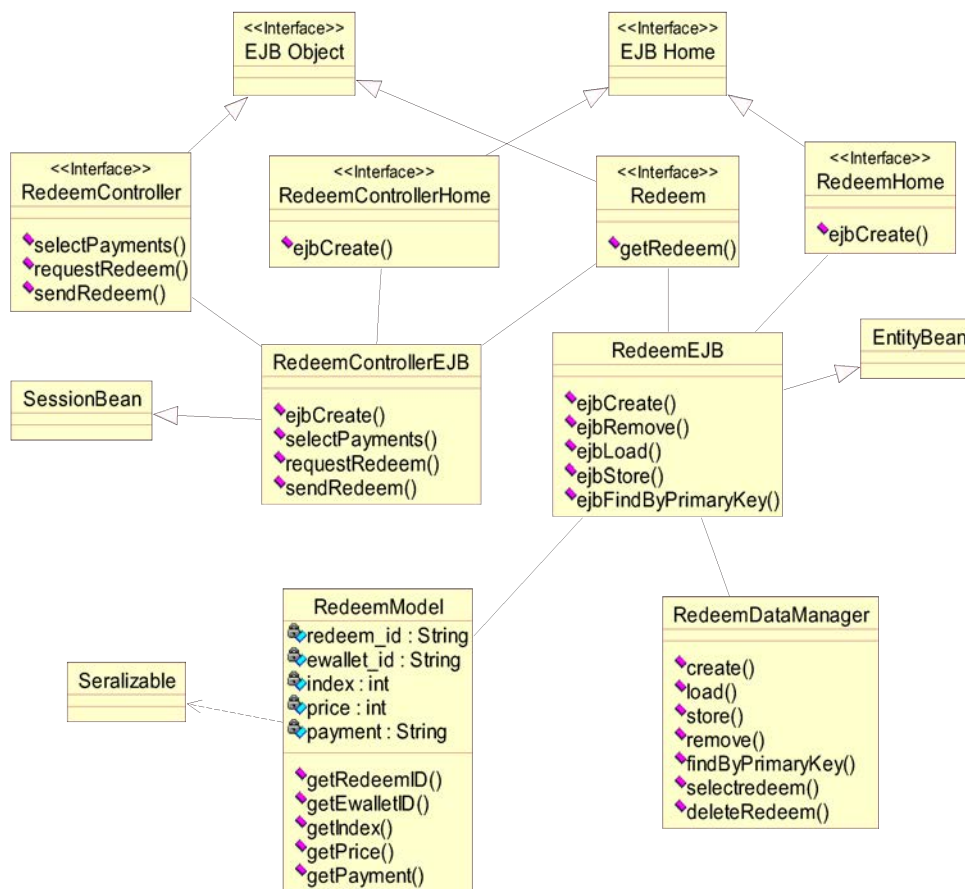 <<Interface>>
EJB Object
<<Interface>>
EJB Home
<<Interface>>
RedeemController
selectPayments()
requestRedeem()
sendRedeem()
<<Interface>>
RedeemControllerHome
ejbCreate()
<<Interface>>
Redeem
getRedeem()
<<Interface>>
RedeemHome
ejbCreate()
SessionBean
RedeemControllerEJB
ejbCreate()
selectPayments()
requestRedeem()
sendRedeem()
RedeemEJB
ejbCreate()
ejbRemove()
ejbLoad()
ejbStore()
ejbFindByPrimaryKey()
EntityBean
Seralizable
RedeemModel
redeem_id : String
ewallet_id : String
index : int
price : int
payment : String
getRedeemID()
getEwalletID()
getIndex()
getPrice()
getPayment()
RedeemDataManager
create()
load()
store()
remove()
findByPrimaryKey()
selectredeem()
deleteRedeem()